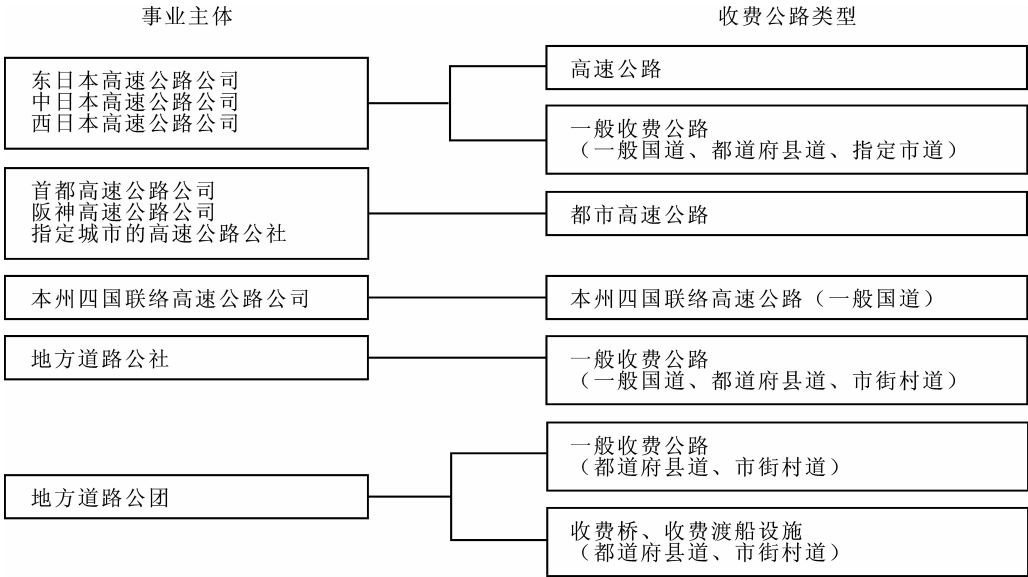 事业主体
收费公路类型
东日本高速公路公司
中日本高速公路公司
西日本高速公路公司
高速公路
一般收费公路
（一般国道、都道府县道、指定市道）
首都高速公路公司
阪神高速公路公司
指定城市的高速公路公社
都市高速公路
本州四国联络高速公路公司
本州四国联络高速公路（一般国道）
地方道路公社
一般收费公路
（一般国道、都道府县道、市街村道）
地方道路公团
一般收费公路
（都道府县道、市街村道）
收费桥、收费渡船设施
（都道府县道、市街村道）